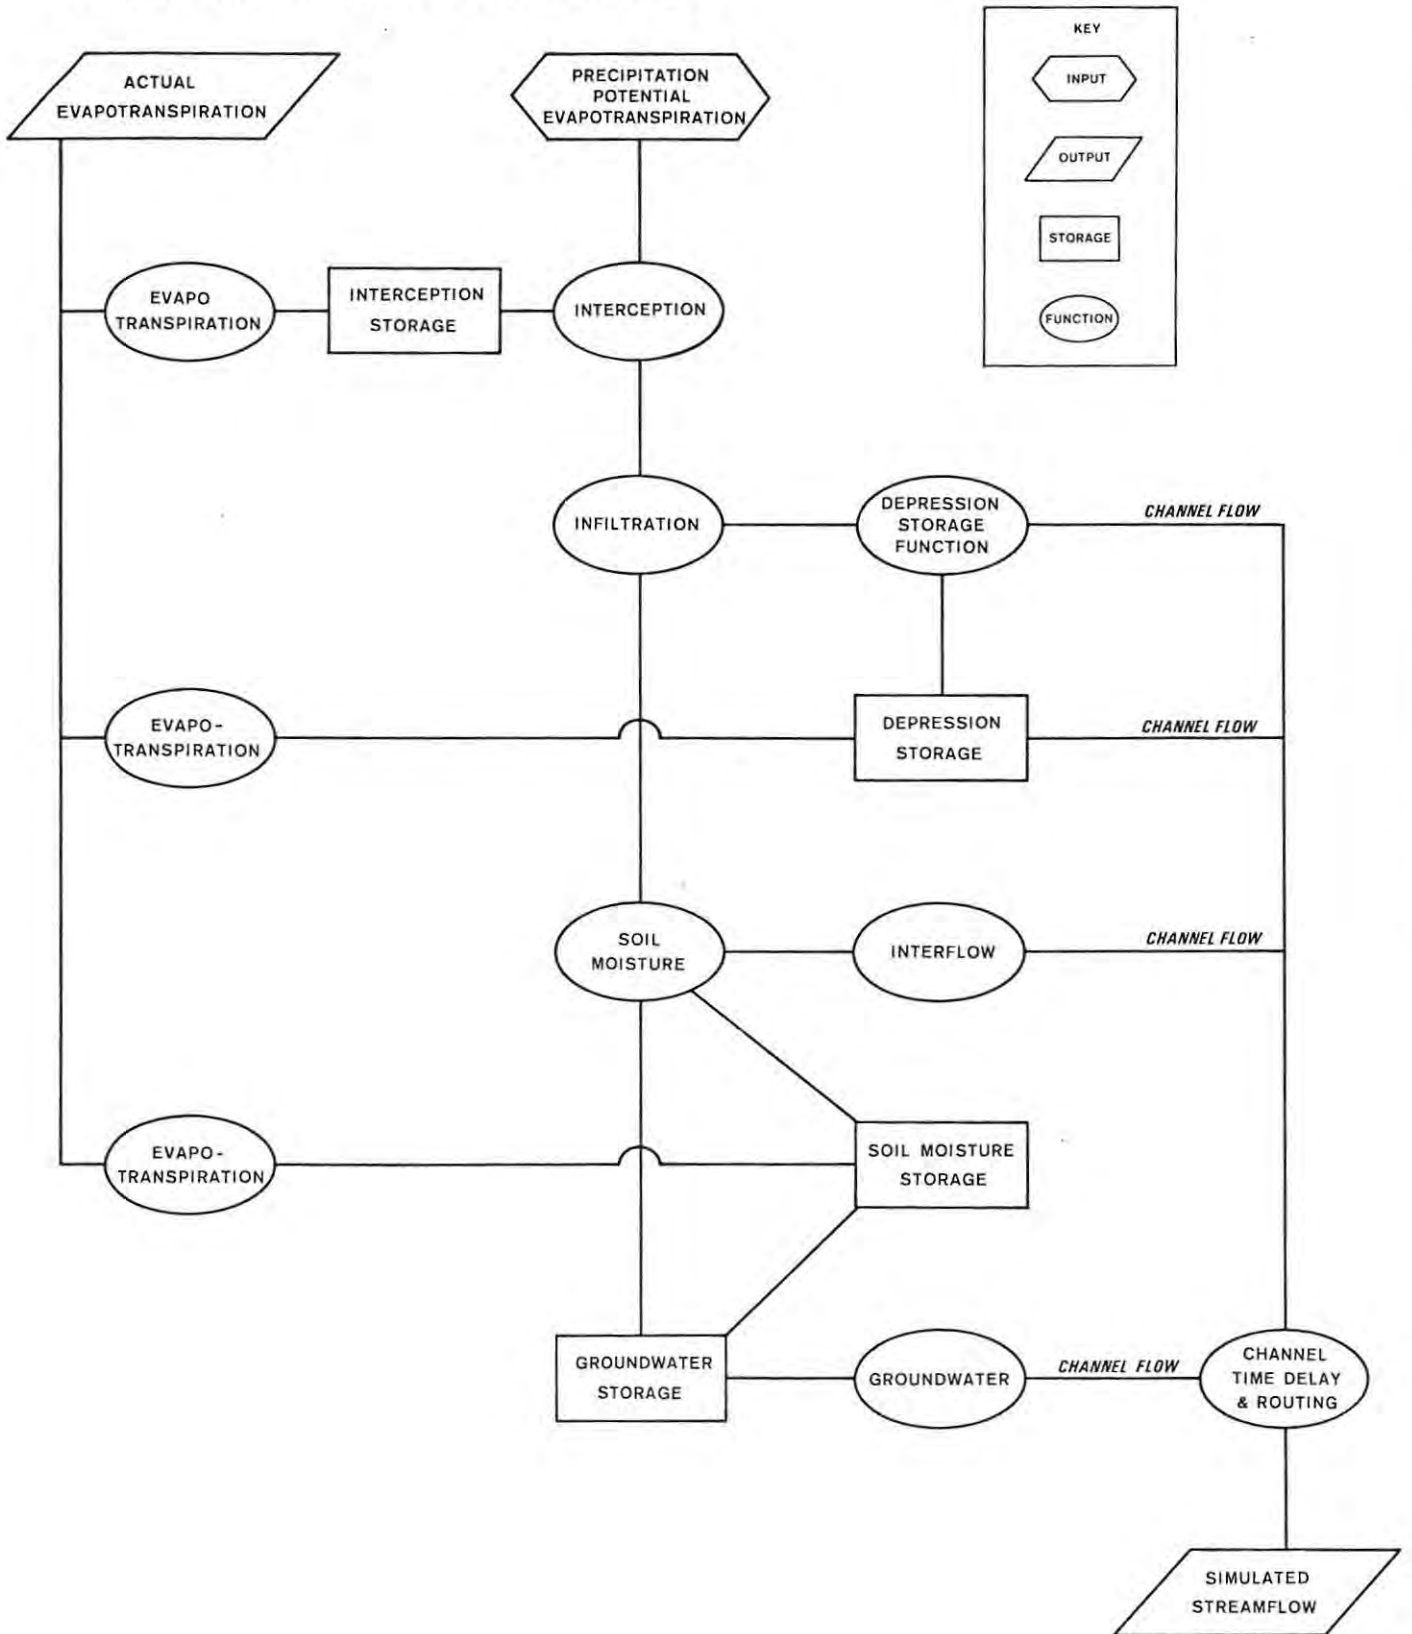 KEY
INPUT
OUTPUT
STORAGE
FUNCTION
ACTUAL
EVAPOTRANSPIRATION
PRECIPITATION
POTENTIAL
EVAPOTRANSPIRATION
EVAPO
TRANSPIRATION
INTERCEPTION
STORAGE
INTERCEPTION
INFILTRATION
DEPRESSION
STORAGE
FUNCTION
CHANNEL FLOW
EVAPO-
TRANSPIRATION
DEPRESSION
STORAGE
CHANNEL FLOW
SOIL
MOISTURE
INTERFLOW
CHANNEL FLOW
EVAPO-
TRANSPIRATION
SOIL MOISTURE
STORAGE
GROUNDWATER
STORAGE
GROUNDWATER
CHANNEL FLOW
CHANNEL
TIME DELAY
& ROUTING
SIMULATED
STREAMFLOW